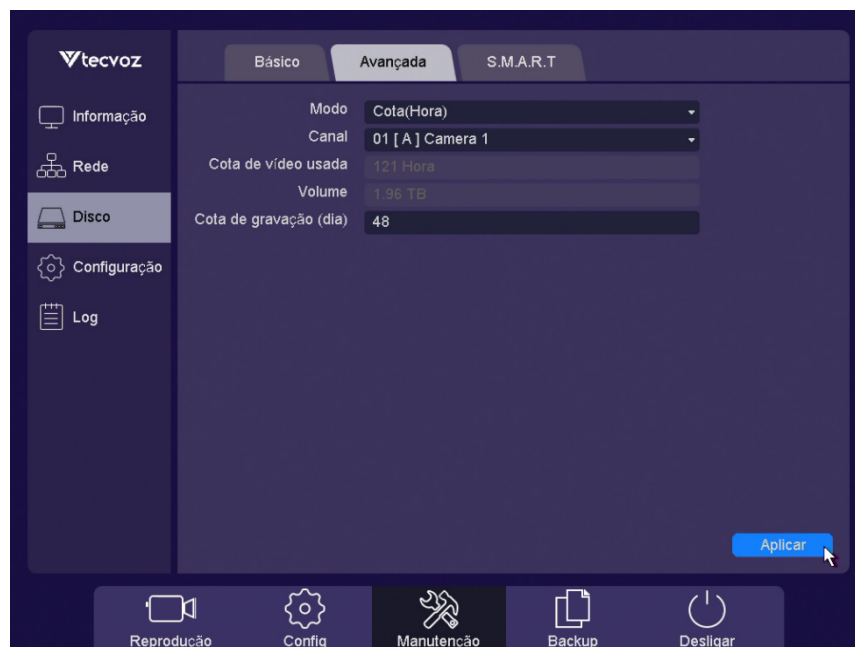 tecvoz
Básico
Avançada
S.M.A.R.T
Informação
Rede
Disco
Configuração
Log
Modo
Cota(Hora)
Canal
01 [ A ] Camera 1
Cota de vídeo usada
121 Hora
Volume
1.96 TB
Cota de gravação (dia)
48
Aplicar
Reprodução
Config
Manutenção
Backup
Desligar